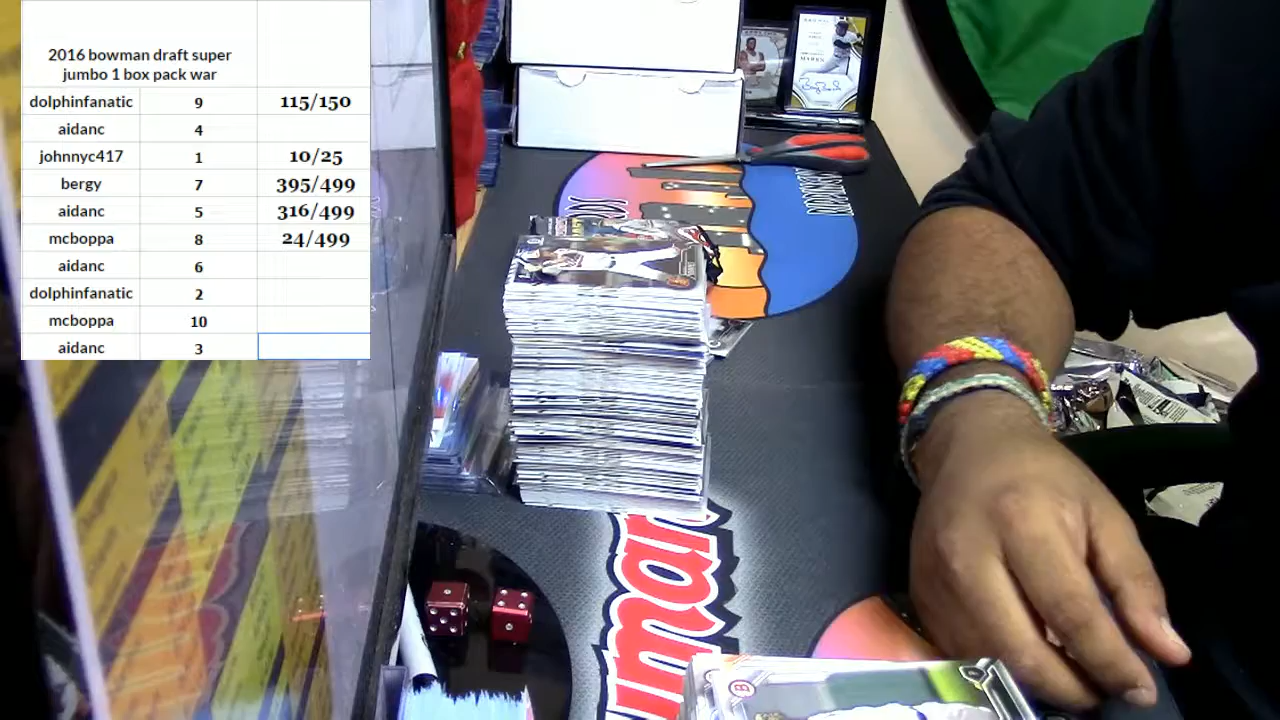 2016 bowman draft super
jumbo 1 box pack war
dolphinfanatic 9 115/150
aidanc 4
johnnyc417 1 10/25
bergy 7 395/499
aidanc 5 316/499
mcboppa 8 24/499
aidanc 6
dolphinfanatic 2
mcboppa 10
aidanc 3